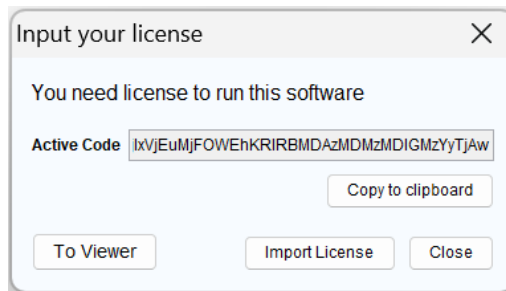 Input your license
You need license to run this software
Active Code IxVjEuMjFOWEhKRIRBMDAzMDMzMDIGMzYyTjAw
Copy to clipboard
To Viewer Import License Close